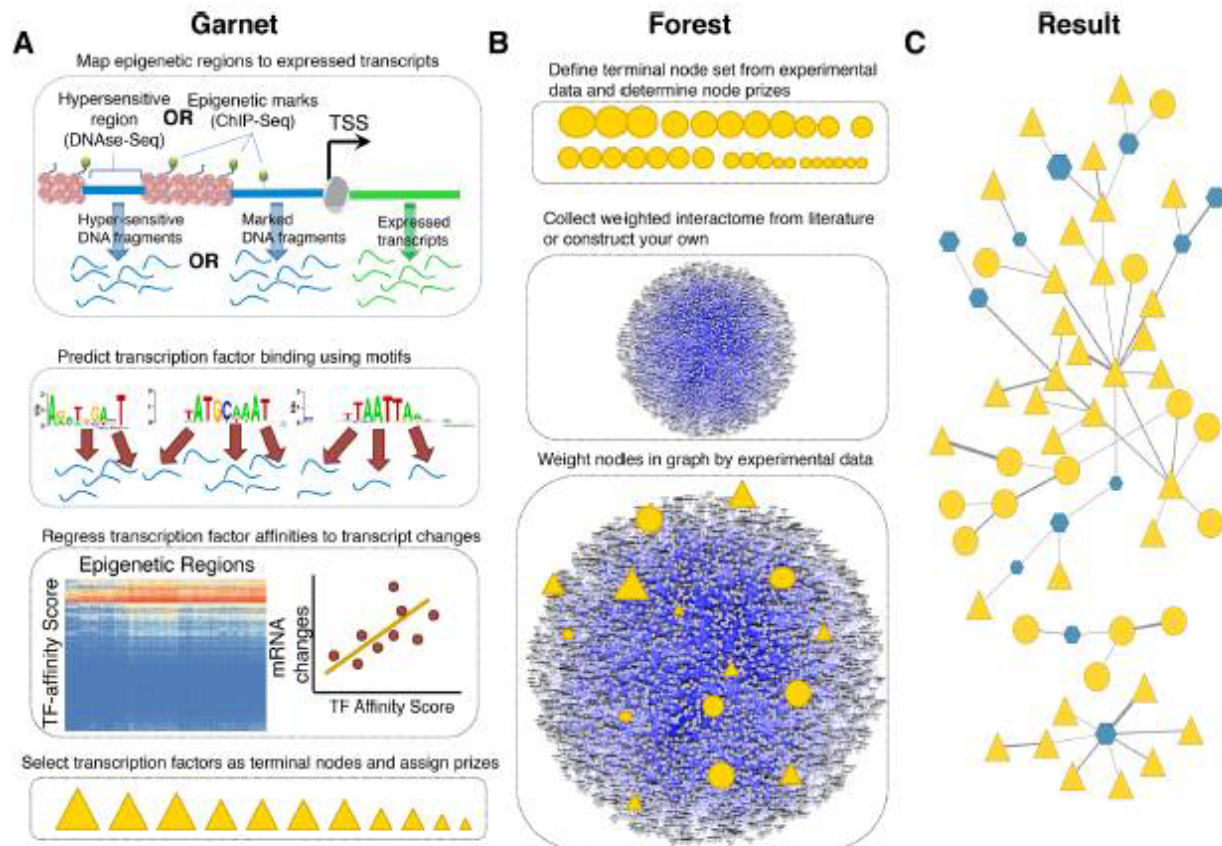 Garnet
A
Map epigenetic regions to expressed transcripts
Hypersensitive
region
(DNAse-Seq)
OR
Epigenetic marks
(ChIP-Seq)
TSS
Hyper-sensitive
DNA fragments
OR
Marked
DNA fragments
Expressed
transcripts
Predict transcription factor binding using motifs
ATGCAAAT
TAATTA
Regress transcription factor affinities to transcript changes
Epigenetic Regions
TF-affinity Score
mRNA
changes
TF Affinity Score
Select transcription factors as terminal nodes and assign prizes
Forest
B
Define terminal node set from experimental
data and determine node prizes
Collect weighted interactome from literature
or construct your own
Weight nodes in graph by experimental data
Result
C